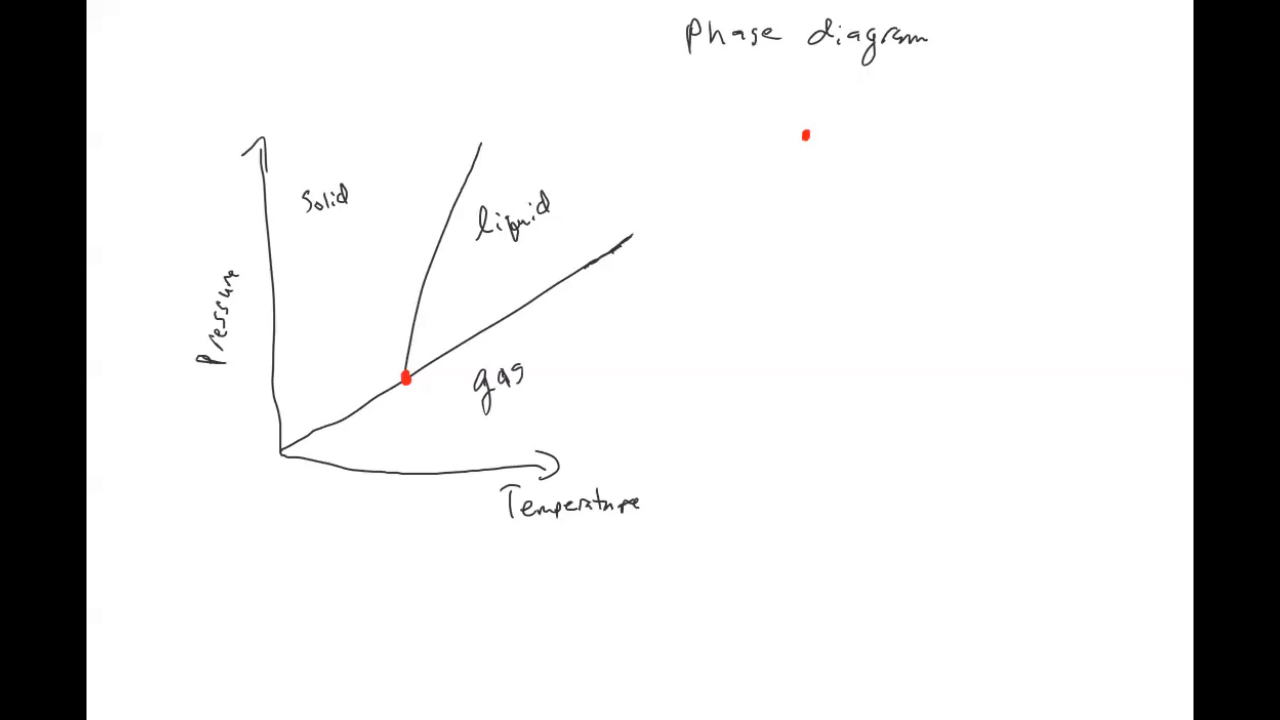 Phase diagram
Solid
liquid
Pressure
gas
Temperature